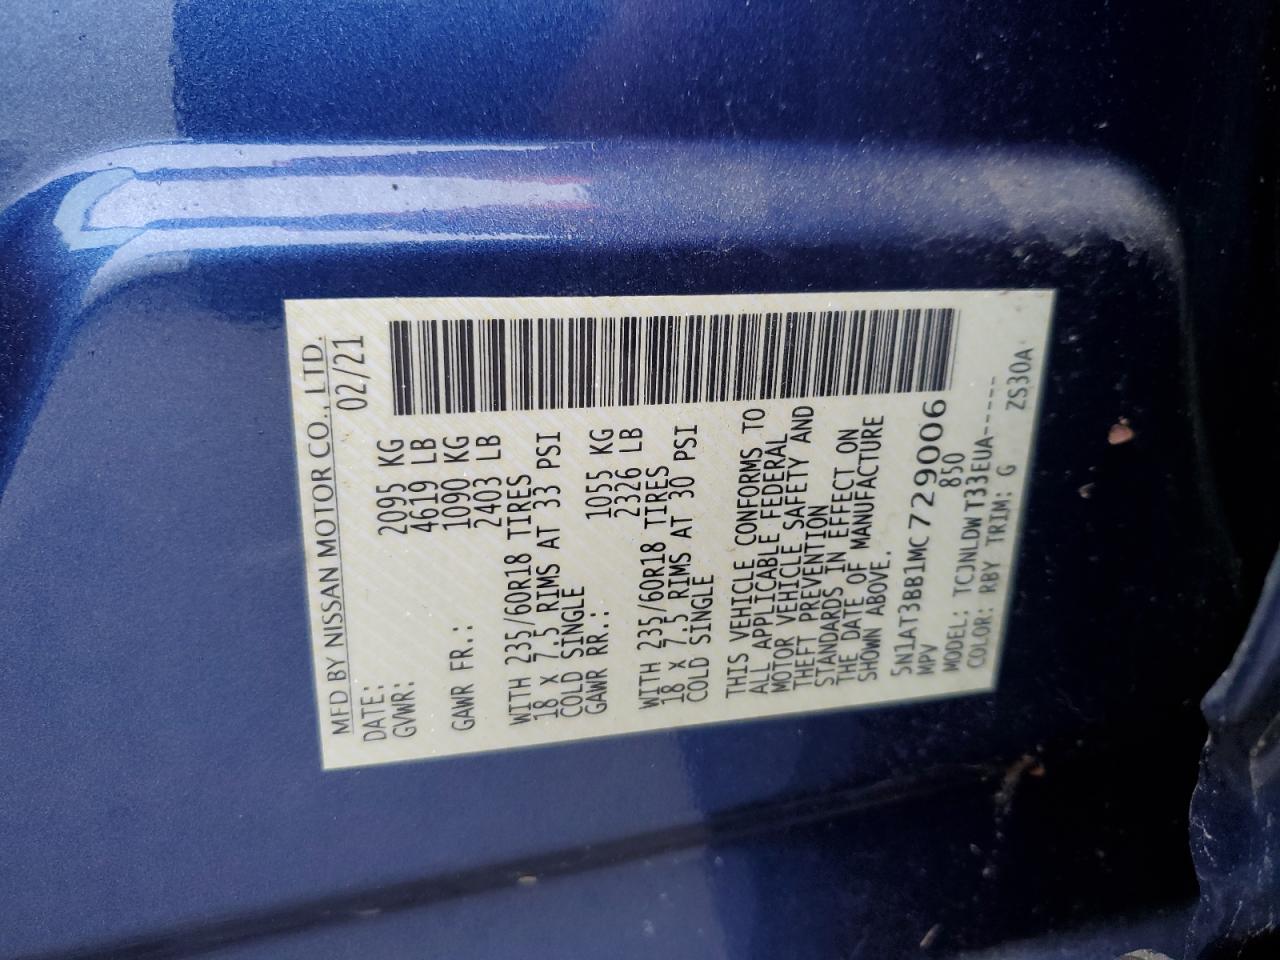 MFD BY NISSAN MOTOR CO., LTD.
DATE: 02/21
GVWR: 2095 KG
4619 LB
GAWR FR.: 1090 KG
2403 LB
WITH 235/60R18 TIRES
18 X 7.5 RIMS AT 33 PSI
COLD SINGLE
GAWR RR.: 1055 KG
2326 LB
WITH 235/60R18 TIRES
18 X 7.5 RIMS AT 30 PSI
COLD SINGLE
THIS VEHICLE CONFORMS TO
ALL APPLICABLE FEDERAL
MOTOR VEHICLE SAFETY AND
THEFT PREVENTION
STANDARDS IN EFFECT ON
THE DATE OF MANUFACTURE
SHOWN ABOVE.
5N1AT3BB1MC729006
MPV 850
MODEL: TCJNLDWT33EUA-----
COLOR: RBY TRIM: G ZS30A